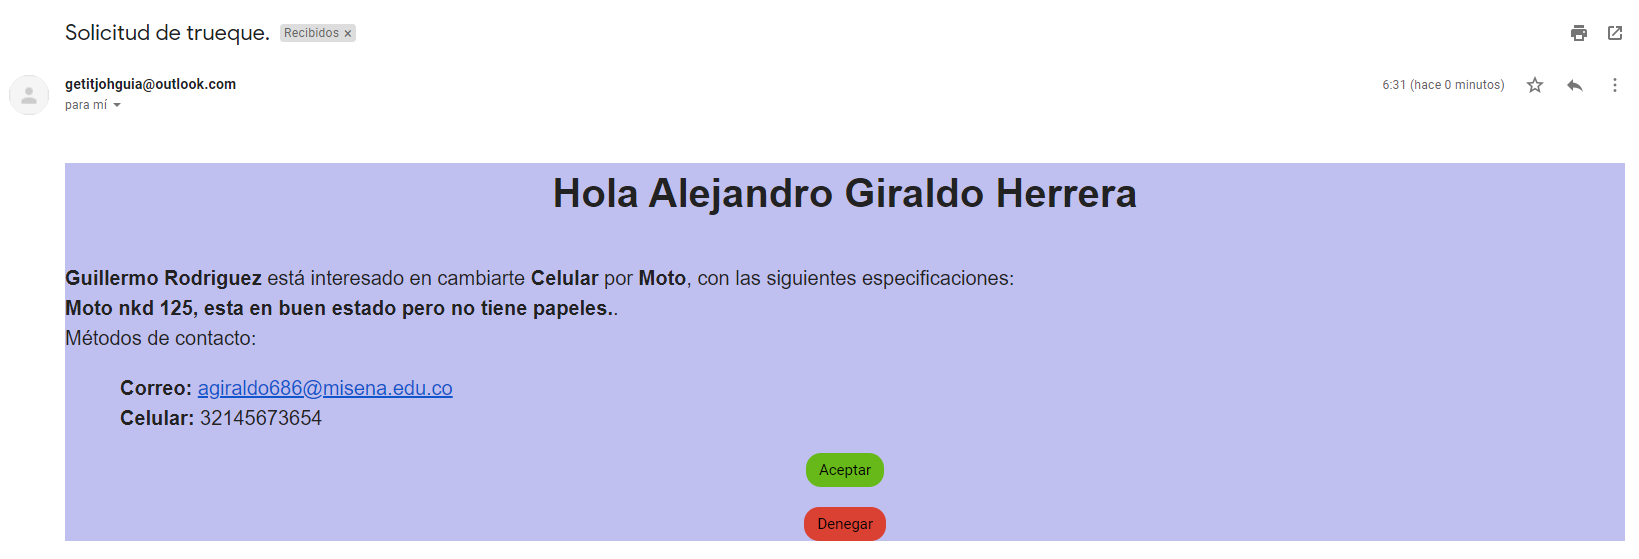 Solicitud de trueque. Recibidos ×
getitjohguia@outlook.com 6:31 (hace 0 minutos)
para mí
Hola Alejandro Giraldo Herrera
Guillermo Rodriguez está interesado en cambiarte Celular por Moto, con las siguientes especificaciones:
Moto nkd 125, esta en buen estado pero no tiene papeles..
Métodos de contacto:
Correo: agiraldo686@misena.edu.co
Celular: 32145673654
Aceptar
Denegar